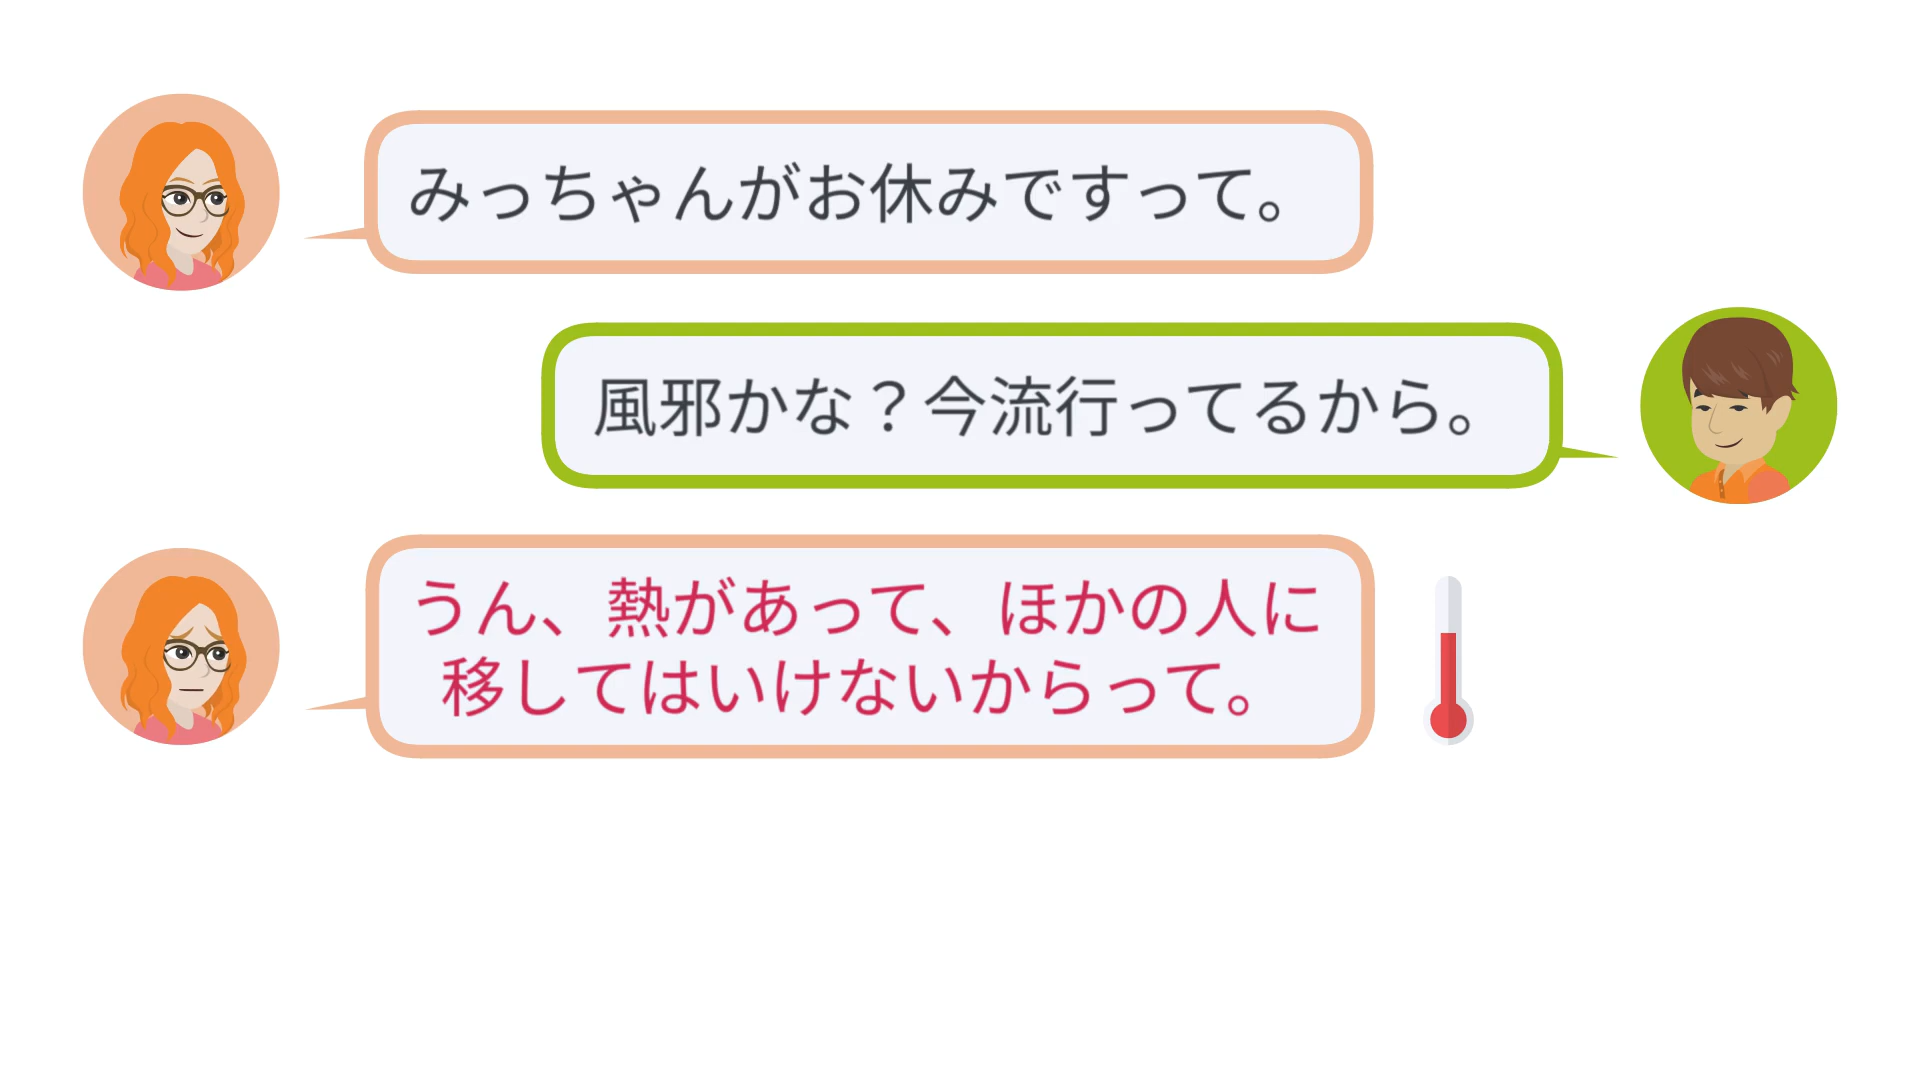 みっちゃんがお休みですって。
風邪かな？今流行ってるから。
うん、熱があって、ほかの人に
移してはいけないからって。